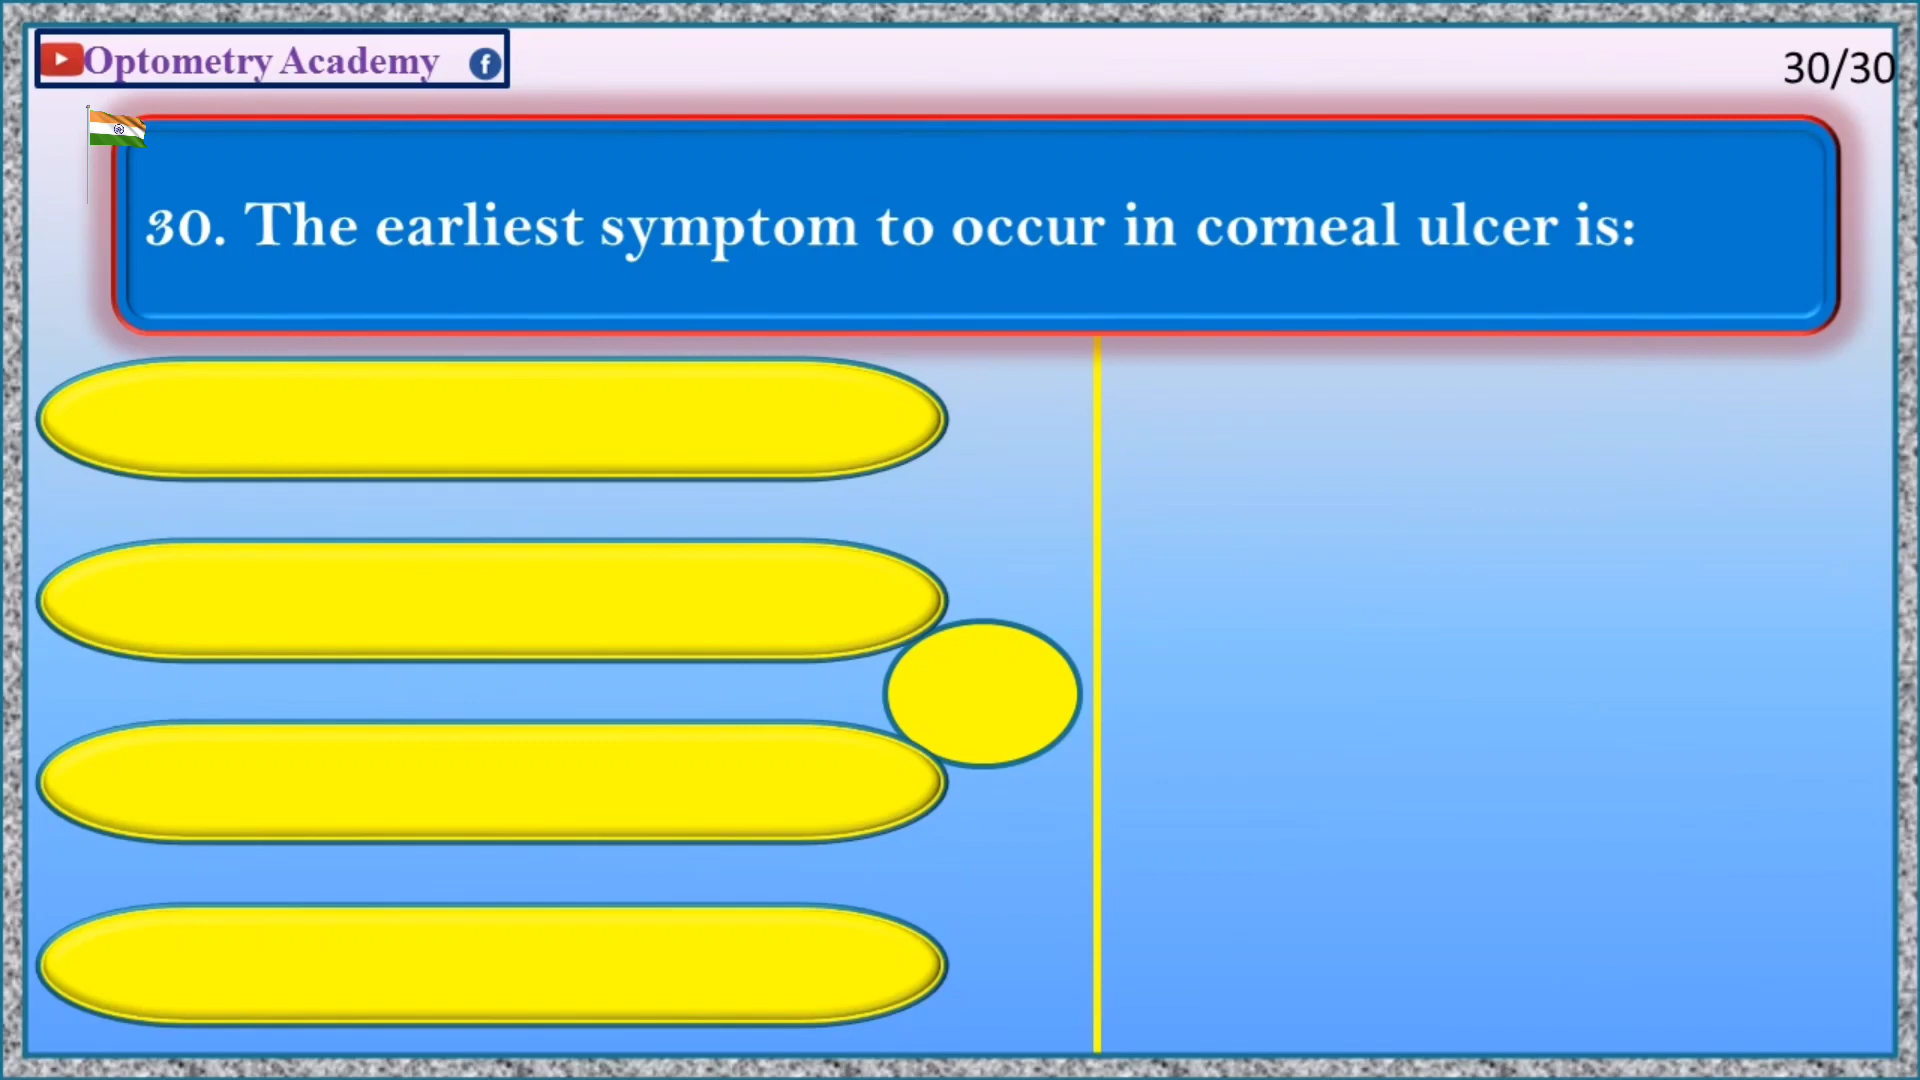 Optometry Academy
30/30
30. The earliest symptom to occur in corneal ulcer is: